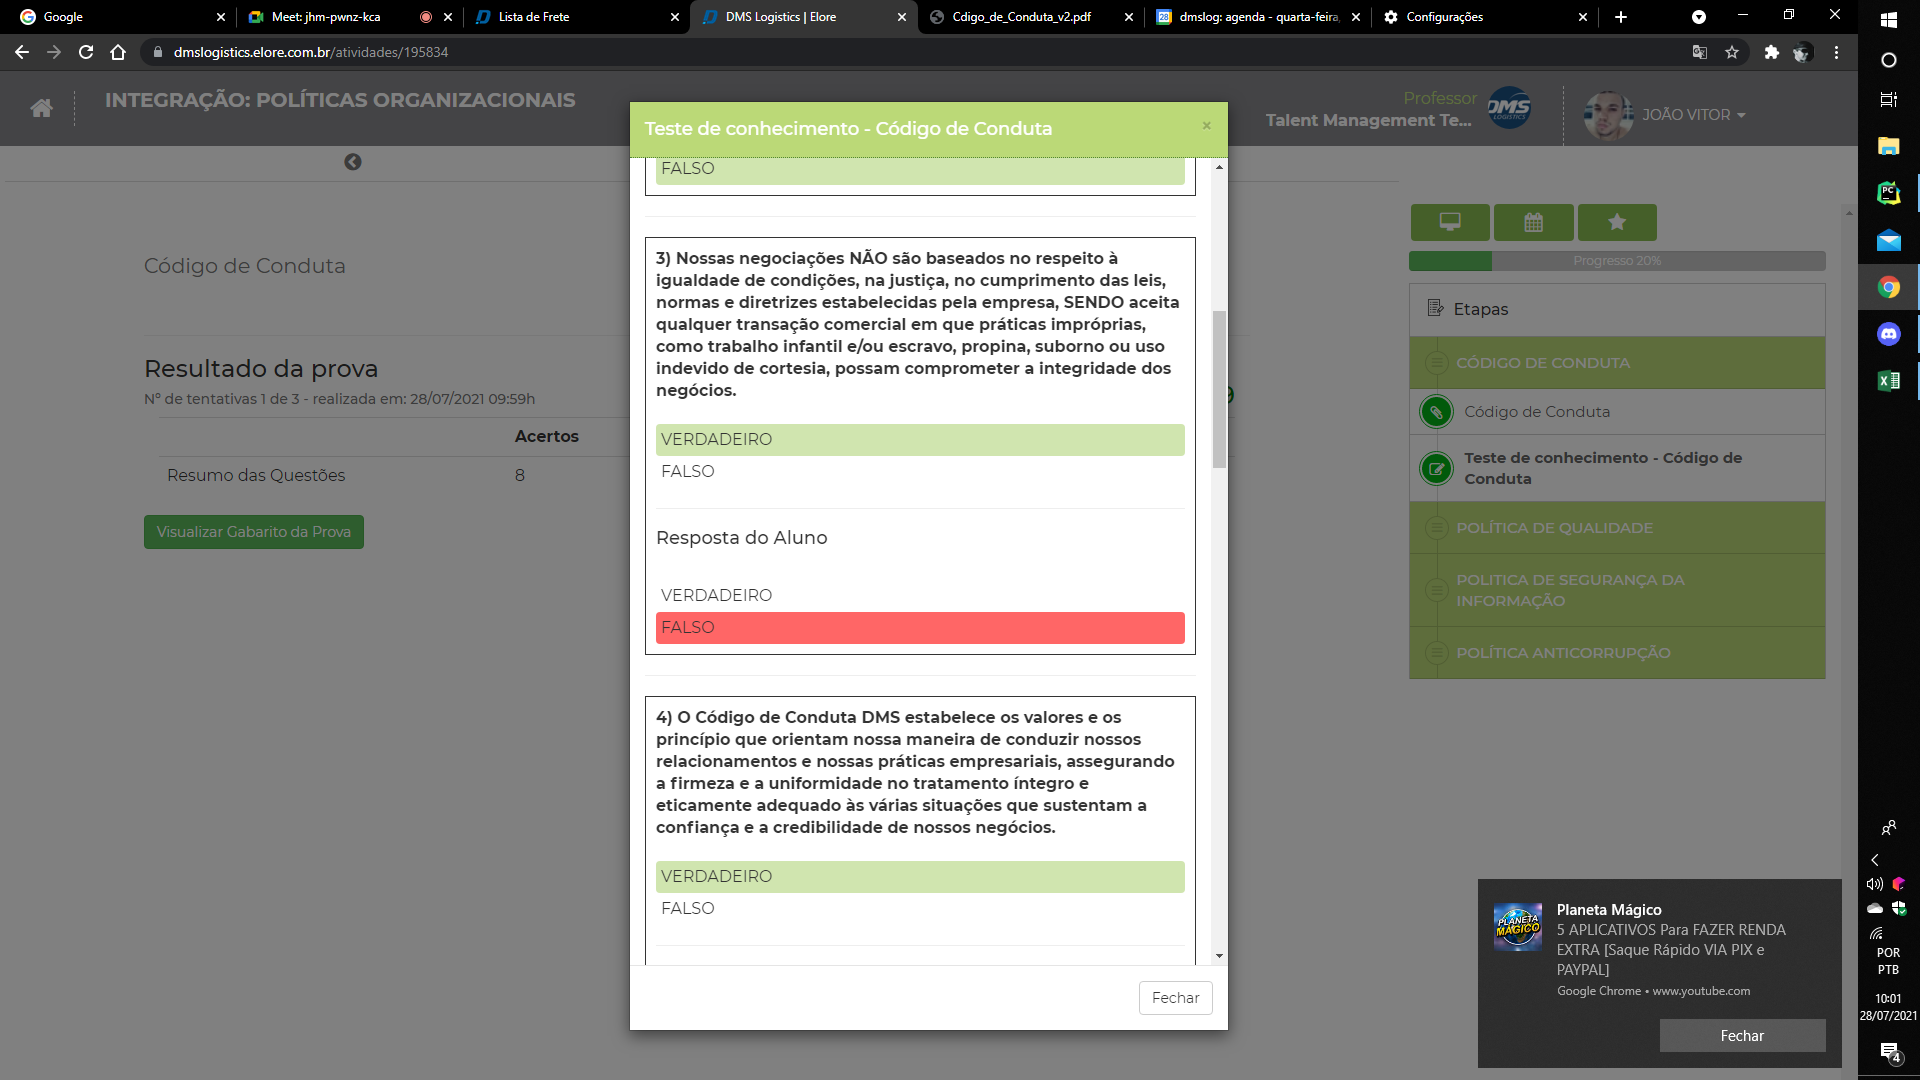 Google
Meet: jhm-pwnz-kca
Lista de Frete
DMS Logistics | Elore
Cdigo_de_Conduta_v2.pdf
dmslog: agenda - quarta-feira,
Configurações
dmslogistics.elore.com.br/atividades/195834
INTEGRAÇÃO: POLÍTICAS ORGANIZACIONAIS
Professor
Talent Management Te...
DMS
LOGISTICS
JOÃO VITOR
Código de Conduta
Resultado da prova
Nº de tentativas 1 de 3 - realizada em: 28/07/2021 09:59h
Acertos
Resumo das Questões
8
Visualizar Gabarito da Prova
Teste de conhecimento - Código de Conduta
×
FALSO
3) Nossas negociações NÃO são baseados no respeito à
igualdade de condições, na justiça, no cumprimento das leis,
normas e diretrizes estabelecidas pela empresa, SENDO aceita
qualquer transação comercial em que práticas impróprias,
como trabalho infantil e/ou escravo, propina, suborno ou uso
indevido de cortesia, possam comprometer a integridade dos
negócios.
VERDADEIRO
FALSO
Resposta do Aluno
VERDADEIRO
FALSO
4) O Código de Conduta DMS estabelece os valores e os
princípio que orientam nossa maneira de conduzir nossos
relacionamentos e nossas práticas empresariais, assegurando
a firmeza e a uniformidade no tratamento íntegro e
eticamente adequado às várias situações que sustentam a
confiança e a credibilidade de nossos negócios.
VERDADEIRO
FALSO
Fechar
Progresso 20%
Etapas
CÓDIGO DE CONDUTA
Código de Conduta
Teste de conhecimento - Código de
Conduta
POLÍTICA DE QUALIDADE
POLITICA DE SEGURANÇA DA
INFORMAÇÃO
POLÍTICA ANTICORRUPÇÃO
PLANETA
MÁGICO
Planeta Mágico
5 APLICATIVOS Para FAZER RENDA
EXTRA [Saque Rápido VIA PIX e
PAYPAL]
Google Chrome • www.youtube.com
Fechar
POR
PTB
10:01
28/07/2021
4